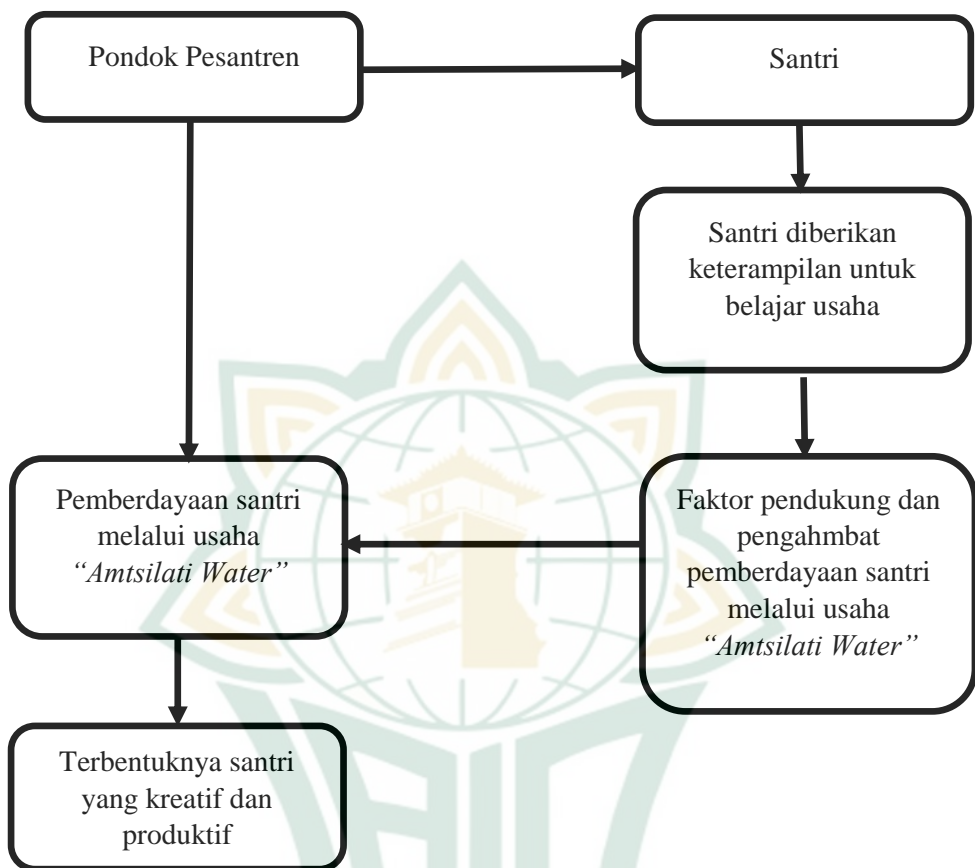 Pondok Pesantren
Santri
Santri diberikan
keterampilan untuk
belajar usaha
Pemberdayaan santri
melalui usaha
“Amtsilati Water”
Faktor pendukung dan
pengahmbat
pemberdayaan santri
melalui usaha
“Amtsilati Water”
Terbentuknya santri
yang kreatif dan
produktif